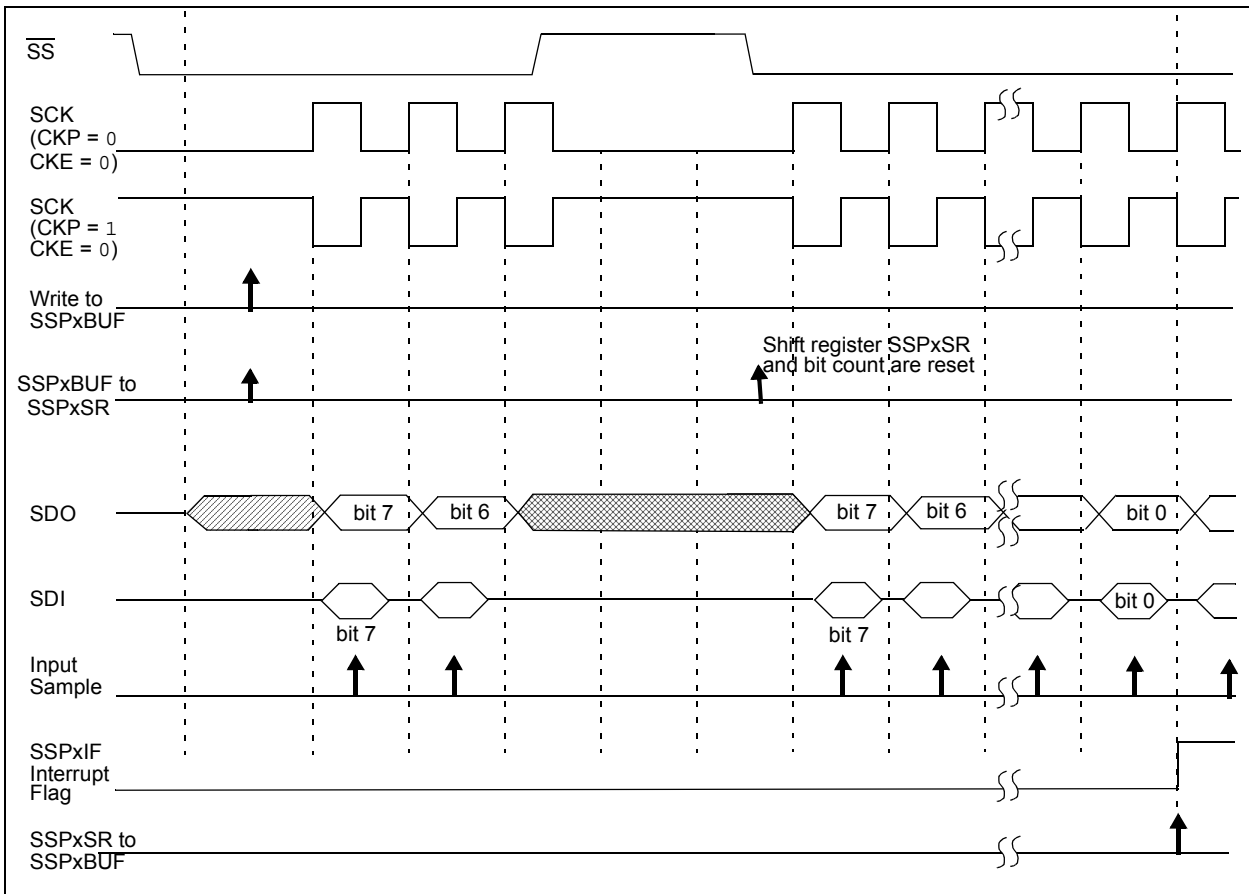 SS
SCK
(CKP = 0
CKE = 0)
SCK
(CKP = 1
CKE = 0)
Write to
SSPxBUF
Shift register SSPxSR
and bit count are reset
SSPxBUF to
SSPxSR
SDO
bit 7
bit 6
bit 7
bit 6
bit 0
SDI
bit 0
bit 7
bit 7
Input
Sample
SSPxIF
Interrupt
Flag
SSPxSR to
SSPxBUF